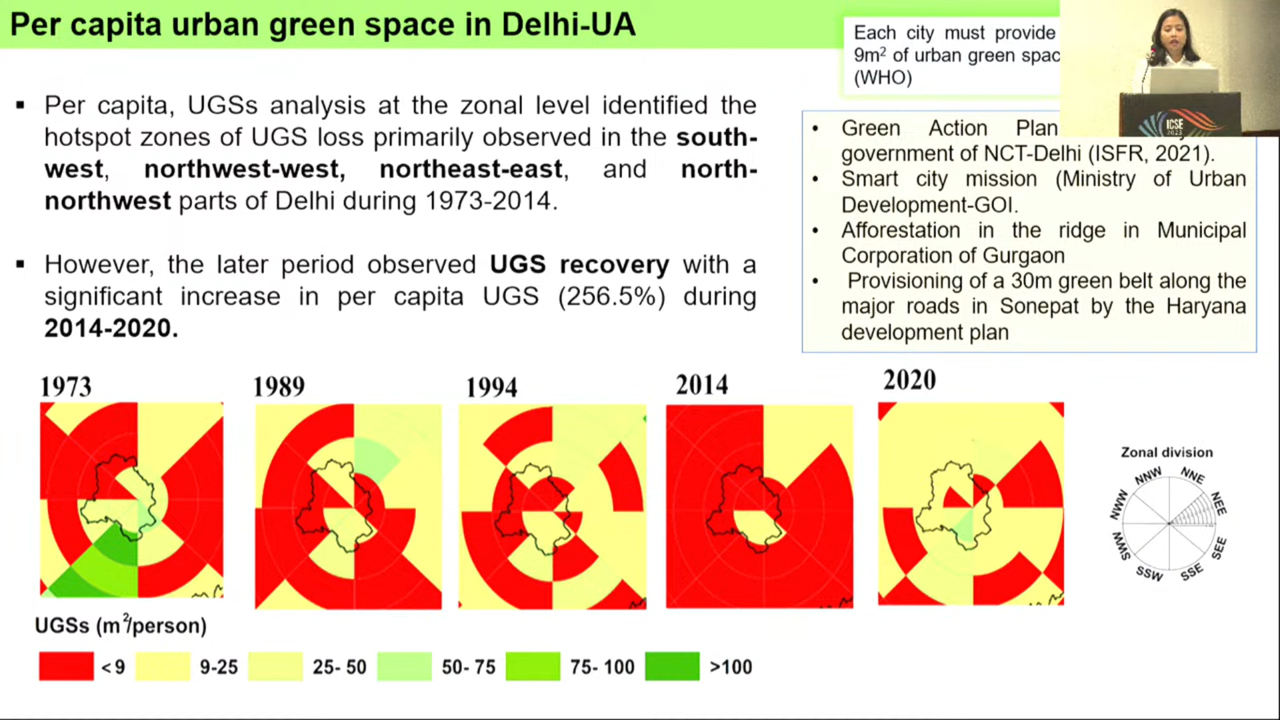 Per capita urban green space in Delhi-UA
Each city must provide
9m² of urban green spac
(WHO)
▪ Per capita, UGSs analysis at the zonal level identified the
hotspot zones of UGS loss primarily observed in the south-
west, northwest-west, northeast-east, and north-
northwest parts of Delhi during 1973-2014.
▪ However, the later period observed UGS recovery with a
significant increase in per capita UGS (256.5%) during
2014-2020.
• Green Action Plan
government of NCT-Delhi (ISFR, 2021).
• Smart city mission (Ministry of Urban
Development-GOI.
• Afforestation in the ridge in Municipal
Corporation of Gurgaon
• Provisioning of a 30m green belt along the
major roads in Sonepat by the Haryana
development plan
ICSE
2023
1973
1989
1994
2014
2020
Zonal division
NNW
NNE
NWW
NEE
SWW
SEE
SSW
SSE
UGSs (m²/person)
<9
9-25
25- 50
50- 75
75- 100
>100